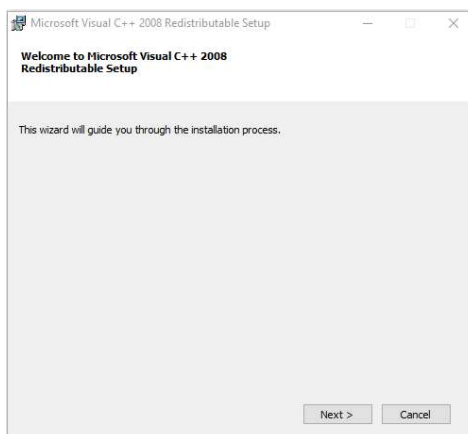 Microsoft Visual C++ 2008 Redistributable Setup
Welcome to Microsoft Visual C++ 2008
Redistributable Setup
This wizard will guide you through the installation process.
Next > Cancel